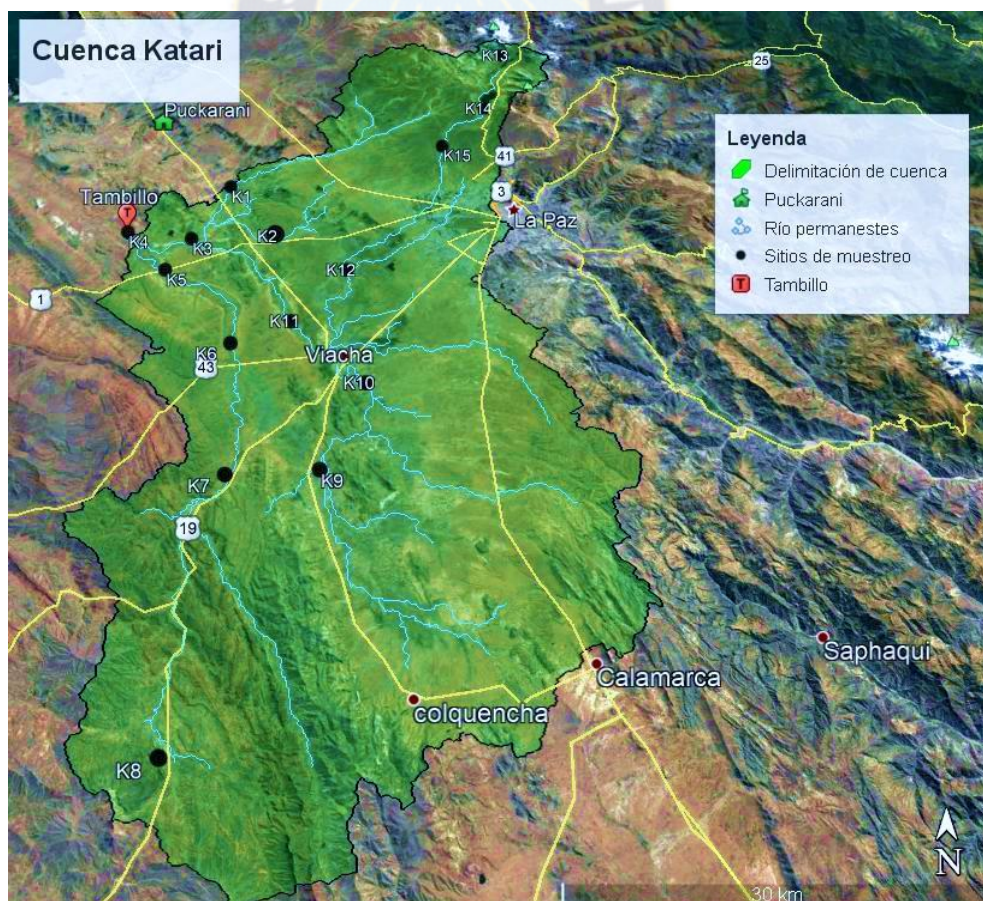 Cuenca Katari
K13
25
Puckarani
K14
K15
41
Leyenda
Delimitación de cuenca
Puckarani
Río permanestes
Sitios de muestreo
Tambillo
T
Tambillo
T
K1
3
La Paz
K4
K3
K2
K5
K12
1
K11
K6
43
Viacha
K10
K7
K9
19
Saphaqui
Calamarca
colquencha
K8
N
30 km